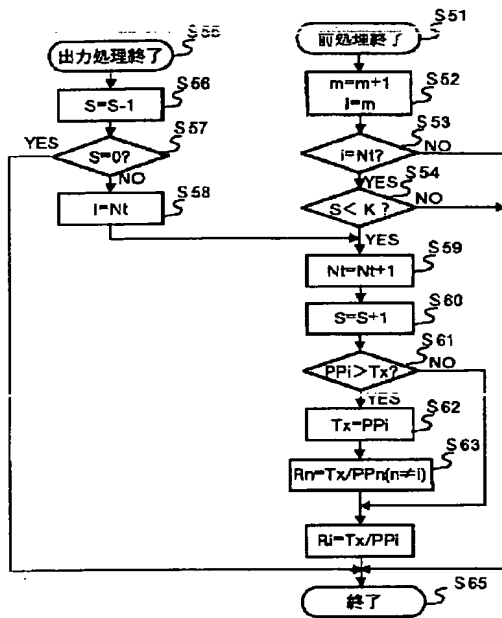 S55
出力処理終了
S56
S=S-1
S57
YES
S=0?
NO
S58
I=Nt
S51
前処理終了
S52
m=m+1
i=m
S53
i=Nt?
NO
YES
S54
S<K?
NO
YES
S59
Nt=Nt+1
S60
S=S+1
S61
PPi>Tx?
NO
YES
S62
Tx=PPi
S63
Rn=Tx/PPn(n≠i)
Ri=Tx/PPi
S65
終了